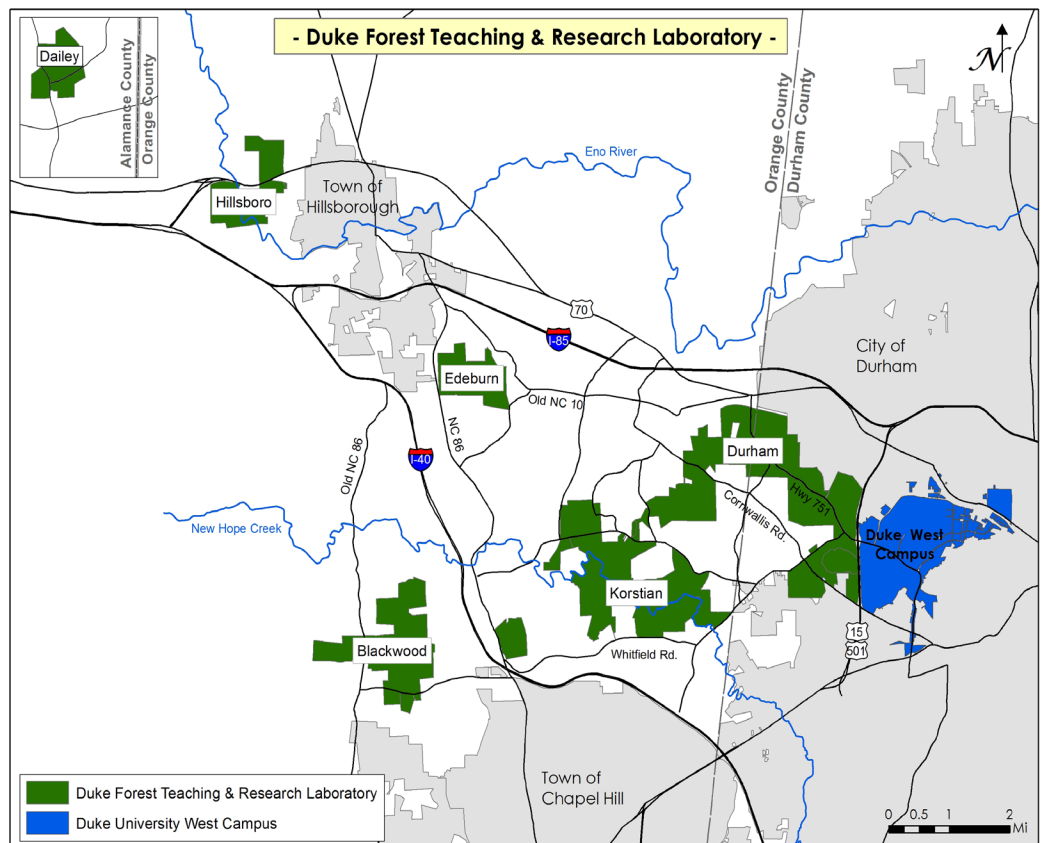 - Duke Forest Teaching & Research Laboratory -
Dailey
Alamance County
Orange County
N
Orange County
Durham County
Eno River
Hillsboro
Town of
Hillsborough
70
I-85
City of
Durham
Edeburn
Old NC 10
NC 86
Old NC 86
I-40
Durham
Hwy 751
Cornwallis Rd.
New Hope Creek
Duke West
Campus
Korstian
15
501
Blackwood
Whitfield Rd.
Town of
Chapel Hill
Duke Forest Teaching & Research Laboratory
Duke University West Campus
0 0.5 1 2
Mi